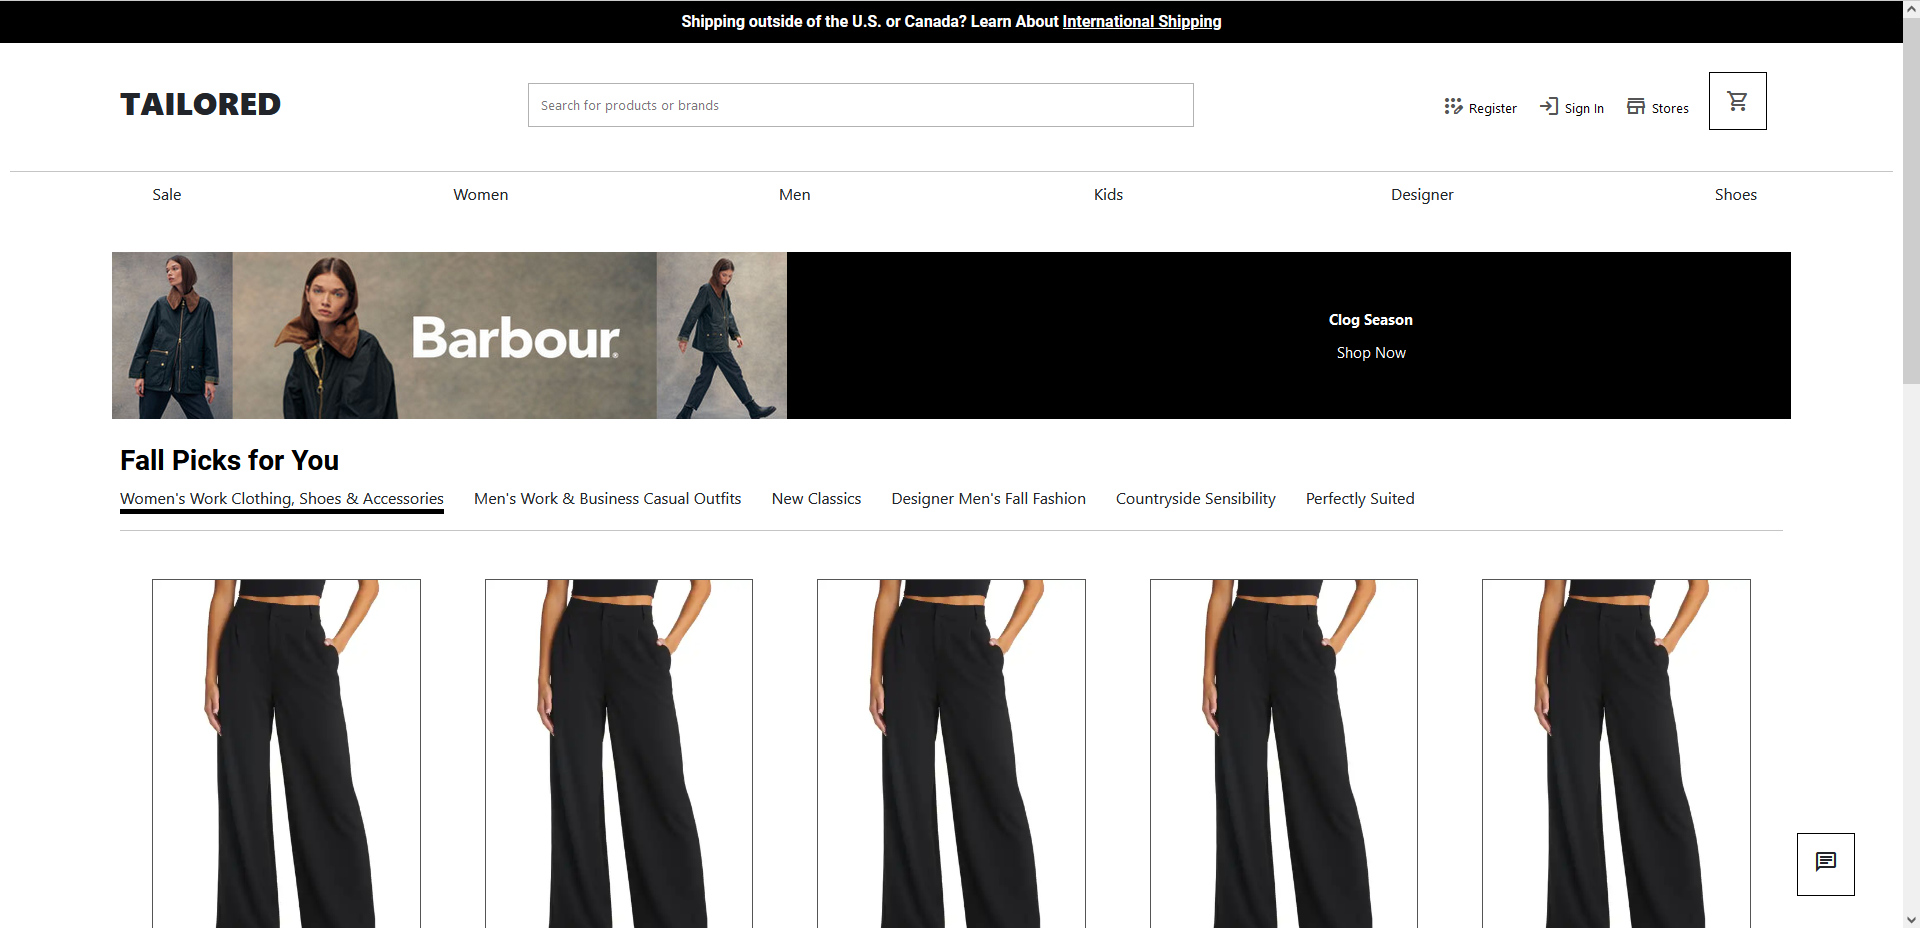 Shipping outside of the U.S. or Canada? Learn About International Shipping
TAILORED
Search for products or brands
Register
Sign In
Stores
Sale
Women
Men
Kids
Designer
Shoes
Barbour®
Clog Season
Shop Now
Fall Picks for You
Women's Work Clothing, Shoes & Accessories
Men's Work & Business Casual Outfits
New Classics
Designer Men's Fall Fashion
Countryside Sensibility
Perfectly Suited